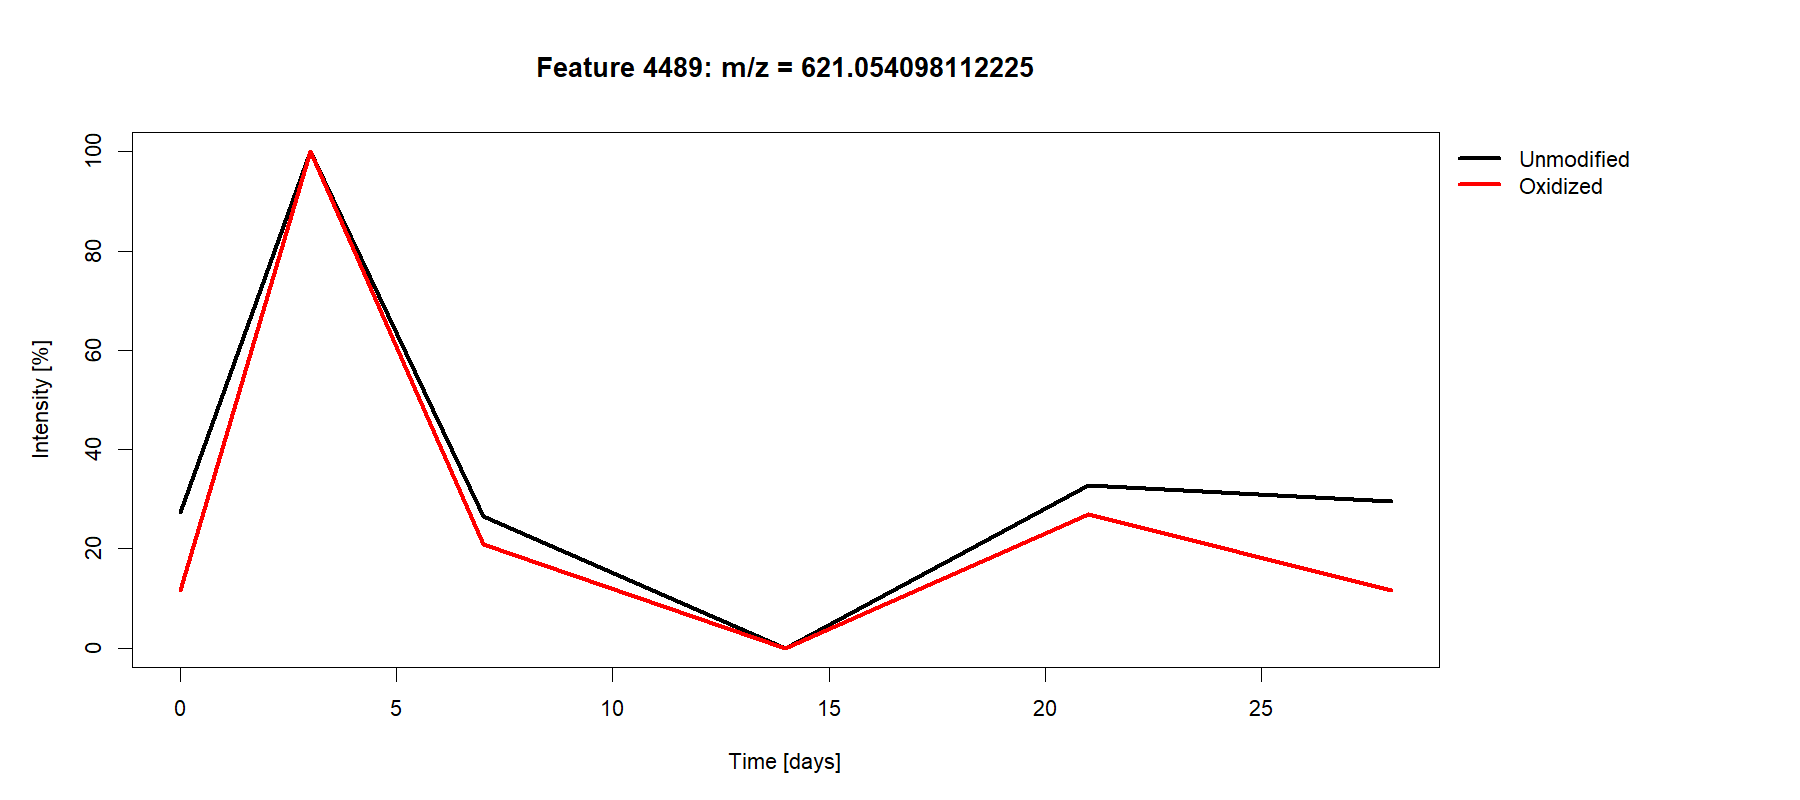 Feature 4489: m/z = 621.054098112225
Unmodified
Oxidized
Intensity [%]
100
80
60
40
20
0
0 5 10 15 20 25
Time [days]